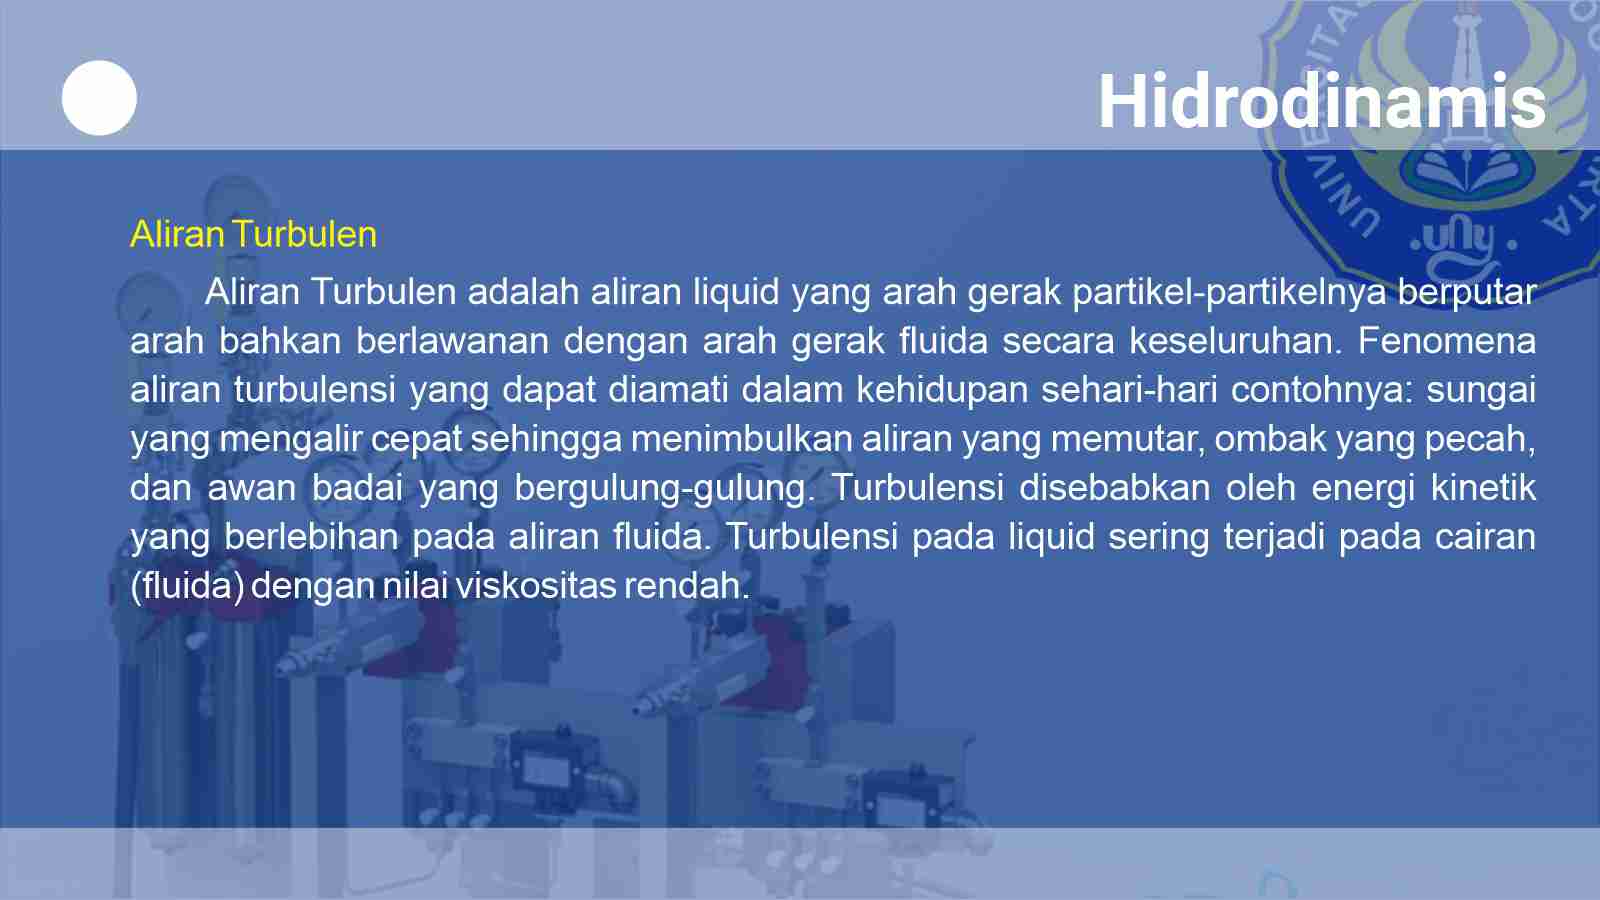 Hidrodinamis
UNIVERSITAS
Aliran Turbulen
Aliran Turbulen adalah aliran liquid yang arah gerak partikel-partikelnya berputar
arah bahkan berlawanan dengan arah gerak fluida secara keseluruhan. Fenomena
aliran turbulensi yang dapat diamati dalam kehidupan sehari-hari contohnya: sungai
yang mengalir cepat sehingga menimbulkan aliran yang memutar, ombak yang pecah,
dan awan badai yang bergulung-gulung. Turbulensi disebabkan oleh energi kinetik
yang berlebihan pada aliran fluida. Turbulensi pada liquid sering terjadi pada cairan
(fluida) dengan nilai viskositas rendah.